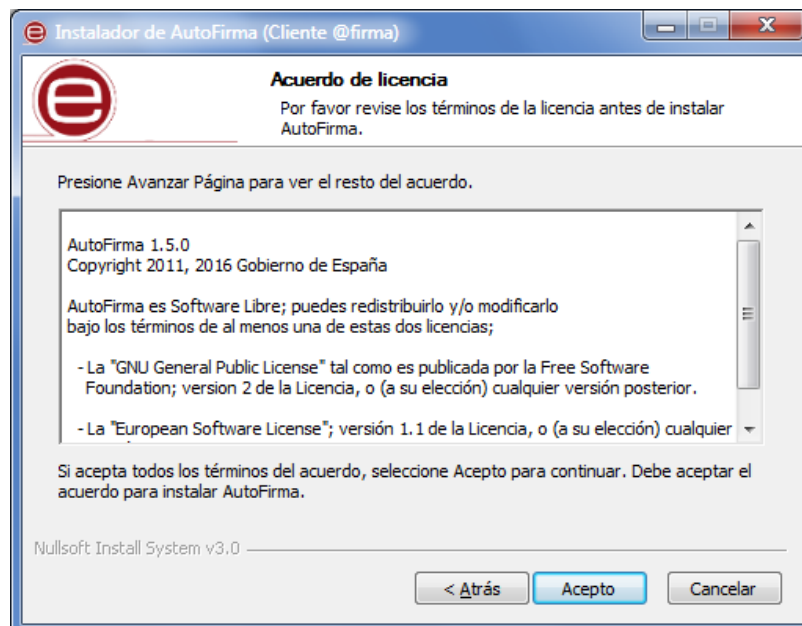 Instalador de AutoFirma (Cliente @firma)
Acuerdo de licencia
Por favor revise los términos de la licencia antes de instalar
AutoFirma.
Presione Avanzar Página para ver el resto del acuerdo.
AutoFirma 1.5.0
Copyright 2011, 2016 Gobierno de España
AutoFirma es Software Libre; puedes redistribuirlo y/o modificarlo
bajo los términos de al menos una de estas dos licencias;
- La "GNU General Public License" tal como es publicada por la Free Software
Foundation; version 2 de la Licencia, o (a su elección) cualquier versión posterior.
- La "European Software License"; versión 1.1 de la Licencia, o (a su elección) cualquier
Si acepta todos los términos del acuerdo, seleccione Acepto para continuar. Debe aceptar el
acuerdo para instalar AutoFirma.
Nullsoft Install System v3.0
< Atrás
Acepto
Cancelar